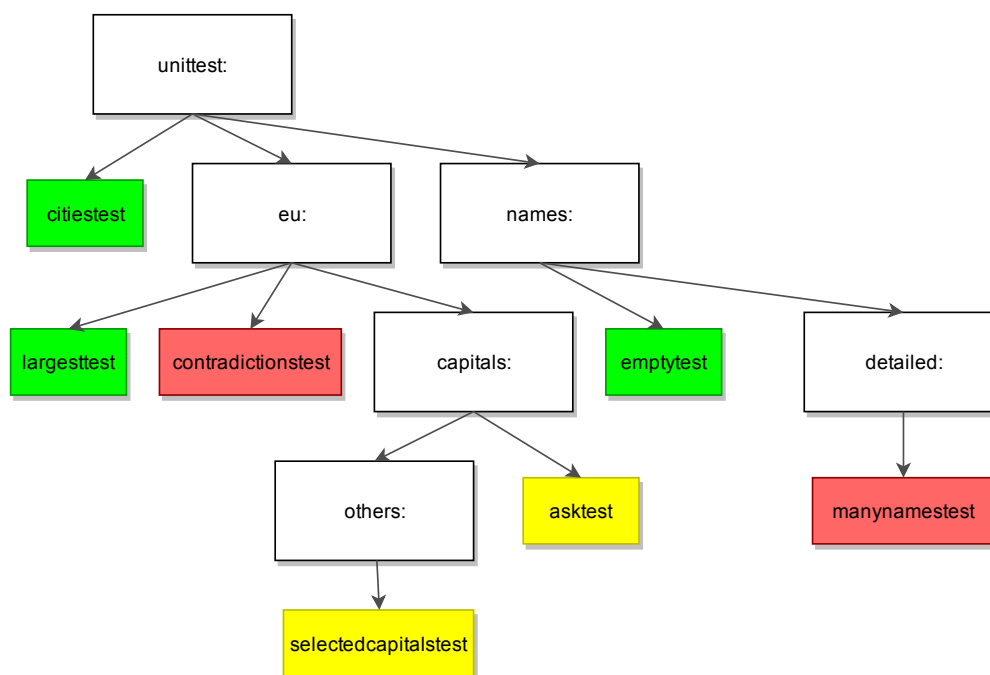 unittest:
citiestest
eu:
names:
largesttest
contradictionstest
capitals:
emptytest
detailed:
others:
asktest
manynamestest
selectedcapitalstest